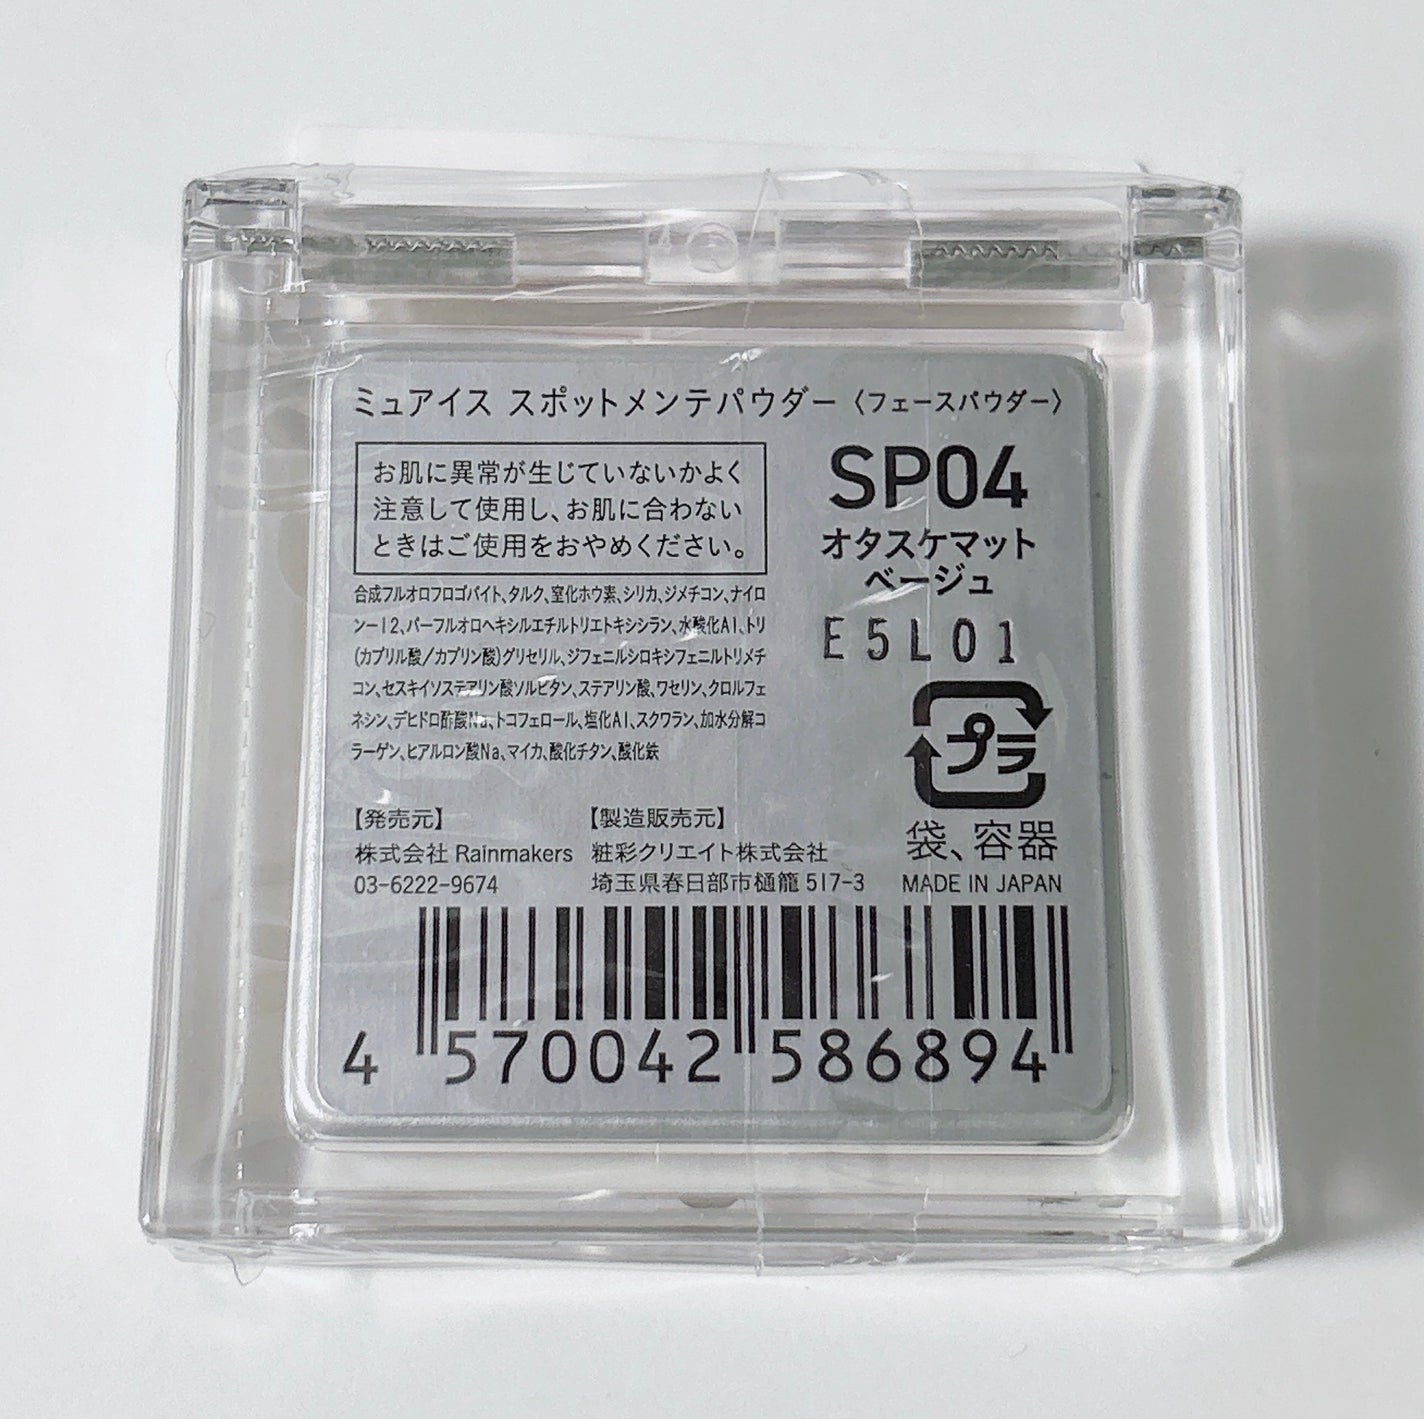 ミュアイス スポットメンテパウダー〈フェースパウダー〉
お肌に異常が生じていないかよく
注意して使用し、お肌に合わない
ときはご使用をおやめください。
合成フルオロフロゴパイト、タルク、窒化ホウ素、シリカ、ジメチコン、ナイロ
ン－12、パーフルオロヘキシルエチルトリエトキシシラン、水酸化Al、トリ
(カプリル酸/カプリン酸)グリセリル、ジフェニルシロキシフェニルトリメチ
コン、セスキイソステアリン酸ソルビタン、ステアリン酸、ワセリン、クロルフェ
ネシン、デヒドロ酢酸Na、トコフェロール、塩化Al、スクワラン、加水分解コ
ラーゲン、ヒアルロン酸Na、マイカ、酸化チタン、酸化鉄
SP04
オタスケマット
ベージュ
E5L01
プラ
袋、容器
MADE IN JAPAN
【発売元】
株式会社 Rainmakers
03-6222-9674
【製造販売元】
粧彩クリエイト株式会社
埼玉県春日部市樋籠 517-3
4 570042 586894